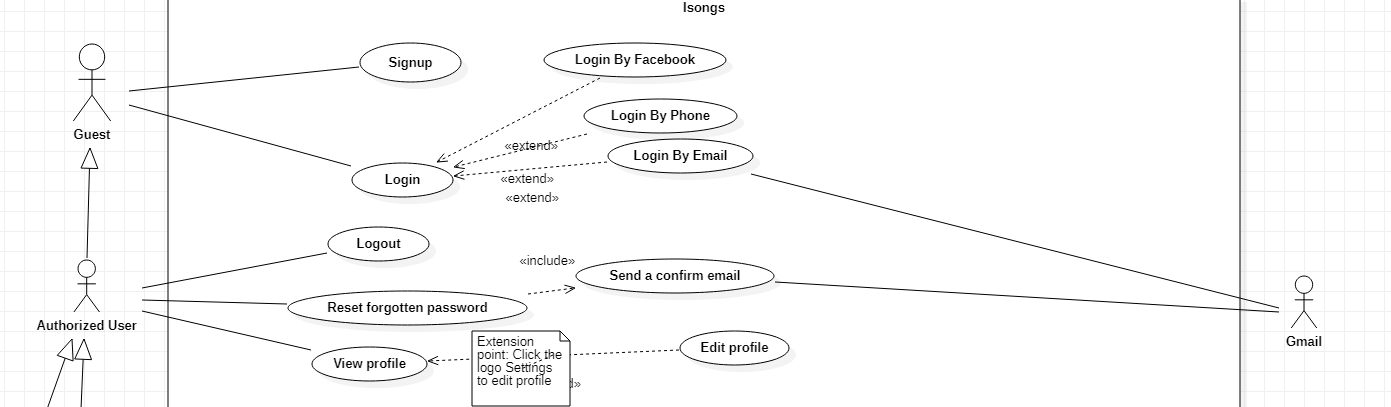 Isongs
Signup
Login By Facebook
Login By Phone
Guest
«extend»
Login By Email
Login
«extend»
«extend»
Logout
«include»
Send a confirm email
Reset forgotten password
Authorized User
Gmail
Extension
point: Click the
logo Settings
to edit profile
Edit profile
View profile